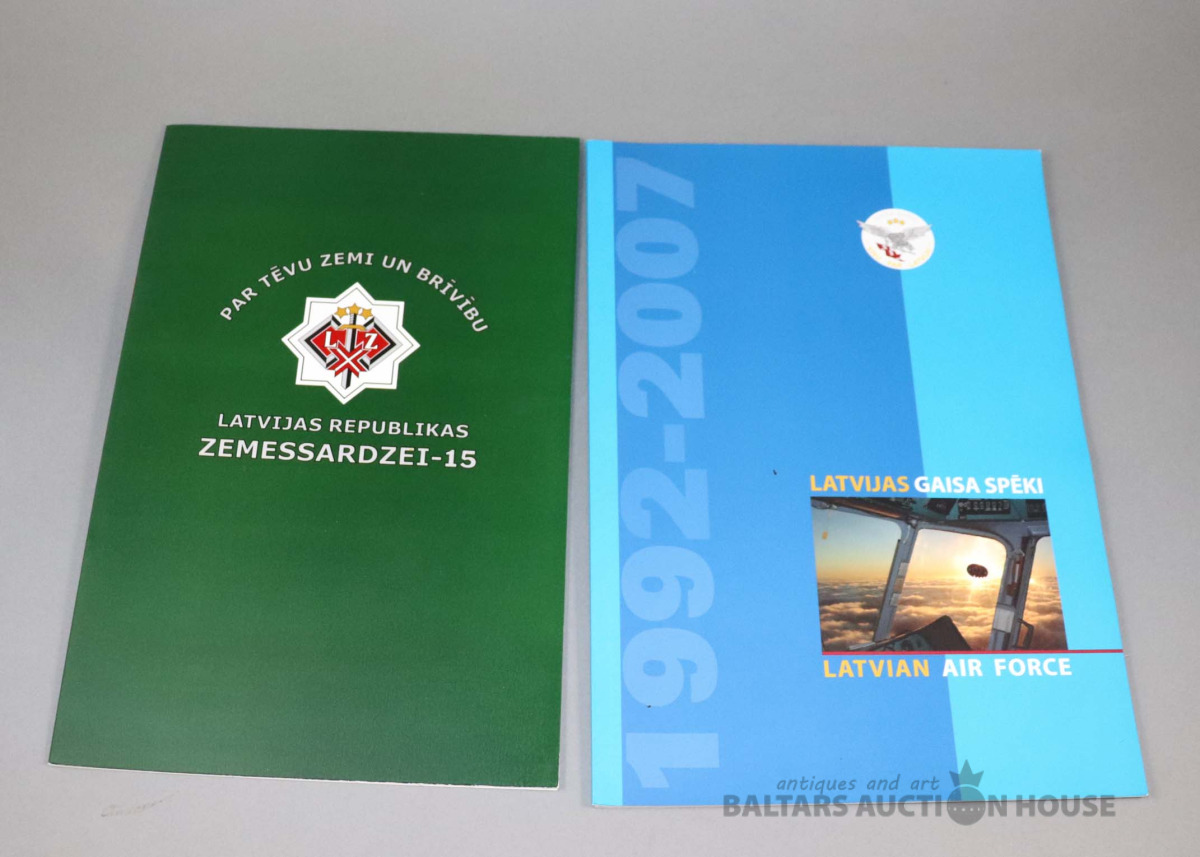 PAR TĒVU ZEMI UN BRĪVĪBU
L Z
LATVIJAS REPUBLIKAS
ZEMESSARDZEI-15
1992-2007
LATVIJAS GAISA SPĒKI
LATVIAN AIR FORCE
antiques and art
BALTARS AUCTION HOUSE